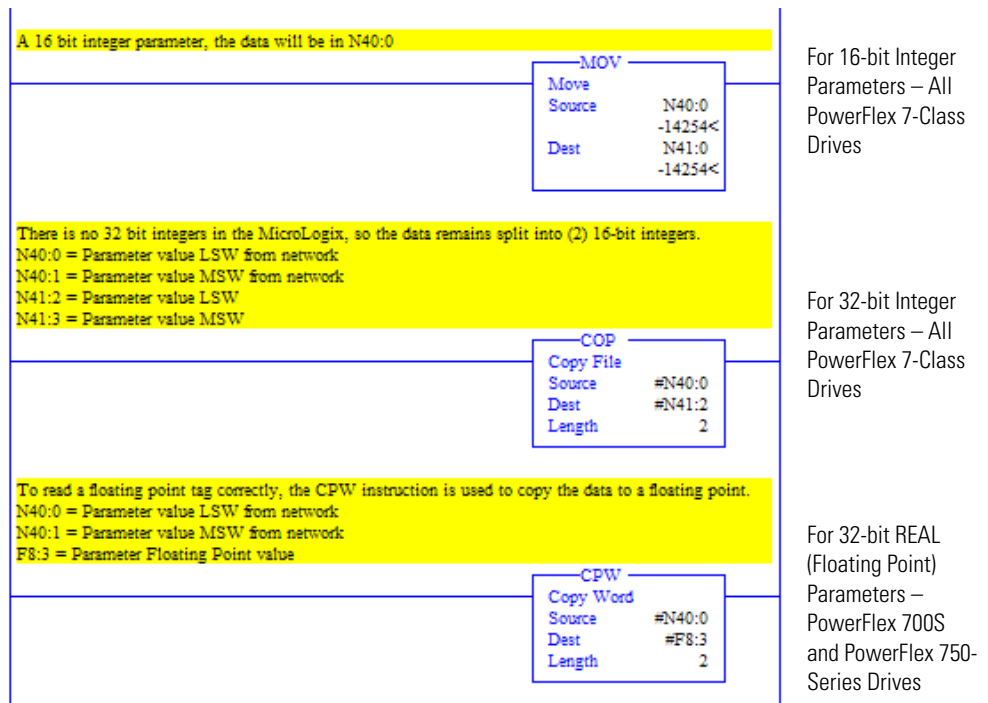 A 16 bit integer parameter, the data will be in N40:0
MOV
Move
Source N40:0
-14254<
Dest N41:0
-14254<
For 16-bit Integer
Parameters – All
PowerFlex 7-Class
Drives
There is no 32 bit integers in the MicroLogix, so the data remains split into (2) 16-bit integers.
N40:0 = Parameter value LSW from network
N40:1 = Parameter value MSW from network
N41:2 = Parameter value LSW
N41:3 = Parameter value MSW
COP
Copy File
Source #N40:0
Dest #N41:2
Length 2
For 32-bit Integer
Parameters – All
PowerFlex 7-Class
Drives
To read a floating point tag correctly, the CPW instruction is used to copy the data to a floating point.
N40:0 = Parameter value LSW from network
N40:1 = Parameter value MSW from network
F8:3 = Parameter Floating Point value
CPW
Copy Word
Source #N40:0
Dest #F8:3
Length 2
For 32-bit REAL
(Floating Point)
Parameters –
PowerFlex 700S
and PowerFlex 750-
Series Drives